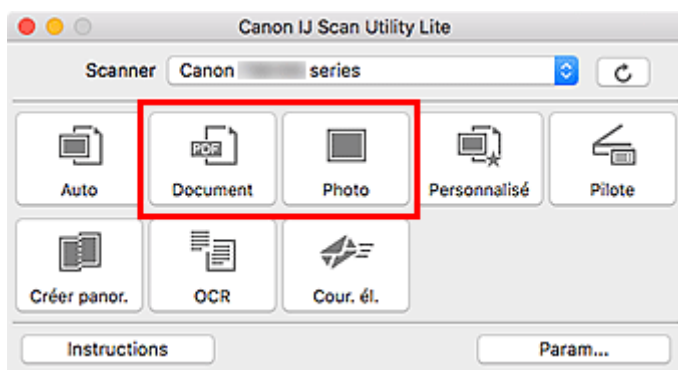 Canon IJ Scan Utility Lite
Scanner Canon series
PDF
Auto Document Photo Personnalisé Pilote
Créer panor. OCR Cour. él.
Instructions Param...